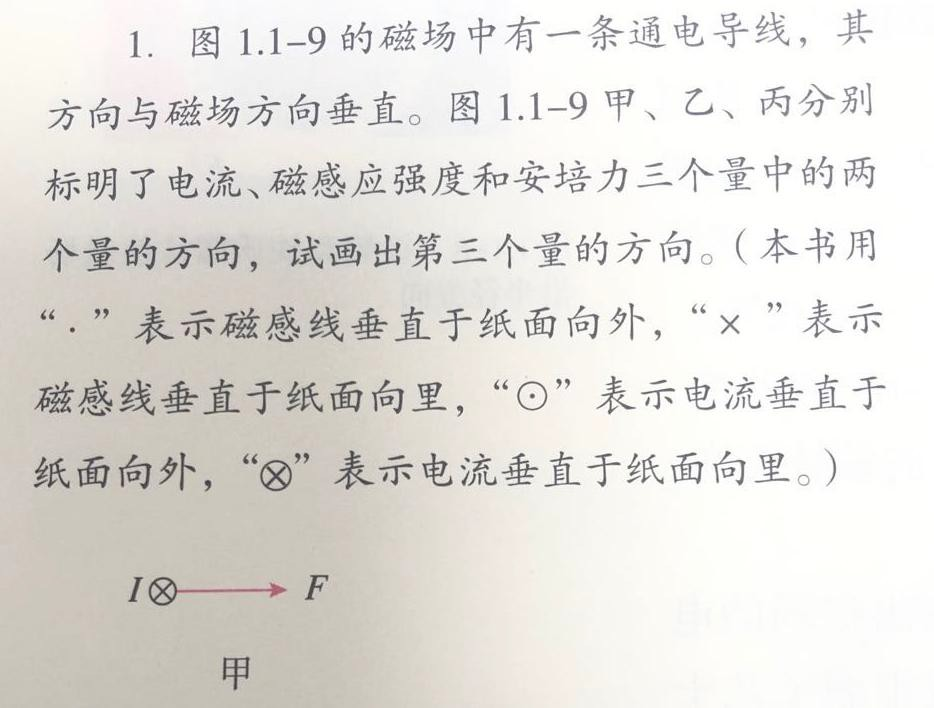 1. 图 1.1–9 的磁场中有一条通电导线，其
方向与磁场方向垂直。图 1.1–9 甲、乙、丙分别
标明了电流、磁感应强度和安培力三个量中的两
个量的方向，试画出第三个量的方向。（本书用
“·” 表示磁感线垂直于纸面向外，“×” 表示
磁感线垂直于纸面向里，“⊙” 表示电流垂直于
纸面向外，“⊗” 表示电流垂直于纸面向里。）
I⊗ F
甲